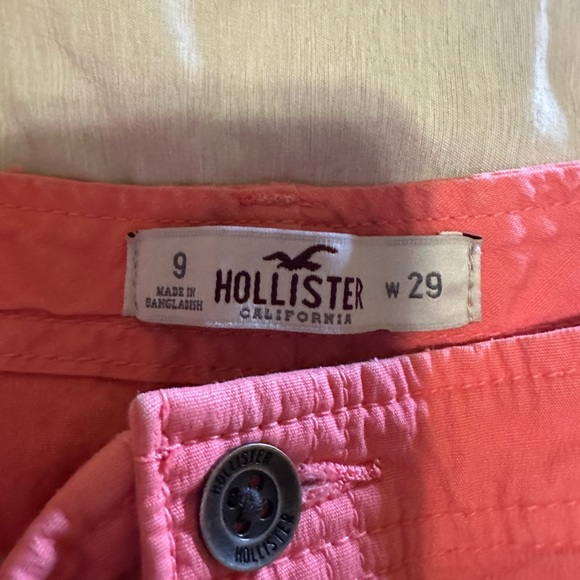 9
MADE IN
BANGLADESH
HOLLISTER
CALIFORNIA
W 29
HOLLISTER
HOLLISTER